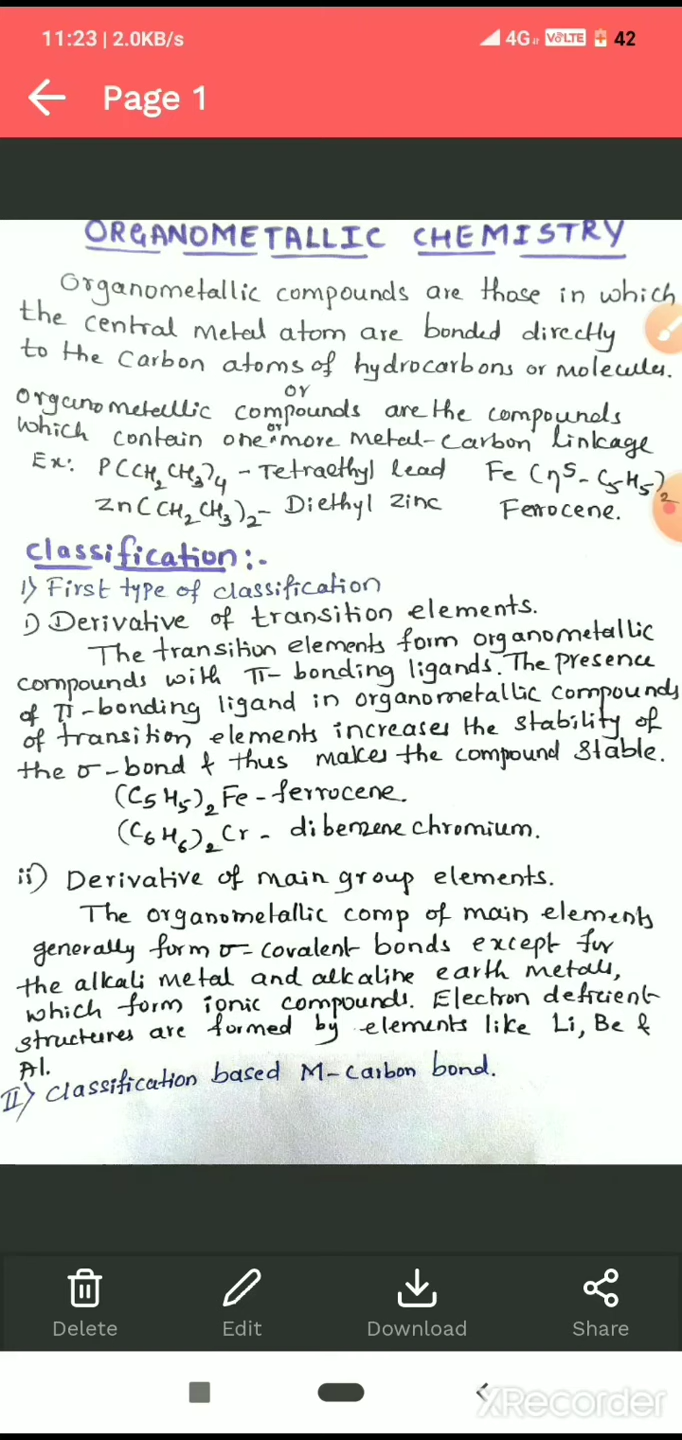 11:23 | 2.0KB/s 4G VoLTE 42
Page 1
ORGANOMETALLIC CHEMISTRY
Organometallic compounds are those in which
the central metal atom are bonded directly
to the Carbon atoms of hydrocarbons or molecules.
or
Organometelllic compounds are the compounds
which contain one or more metal-Carbon linkage
Ex: P(CH₂CH₃)₄ - Tetraethyl lead Fe (η⁵- C₅H₅)₂
Zn(CH₂CH₃)₂- Diethyl Zinc Ferrocene.
Classification:-
1) First type of classification
i) Derivative of transition elements.
The transition elements form organometallic
compounds with π- bonding ligands. The presence
of π-bonding ligand in organometallic compounds
of transition elements increases the stability of
the σ-bond & thus makes the compound stable.
(C₅H₅)₂Fe - ferrocene.
(C₆H₆)₂Cr - dibenzene chromium.
ii) Derivative of main group elements.
The organometallic comp of main elements
generally form σ- covalent bonds except for
the alkali metal and alkaline earth metals,
which form ionic compounds. Electron deficient
structures are formed by elements like Li, Be &
Al.
II) Classification based M-Carbon bond.
Delete Edit Download Share
XRecorder